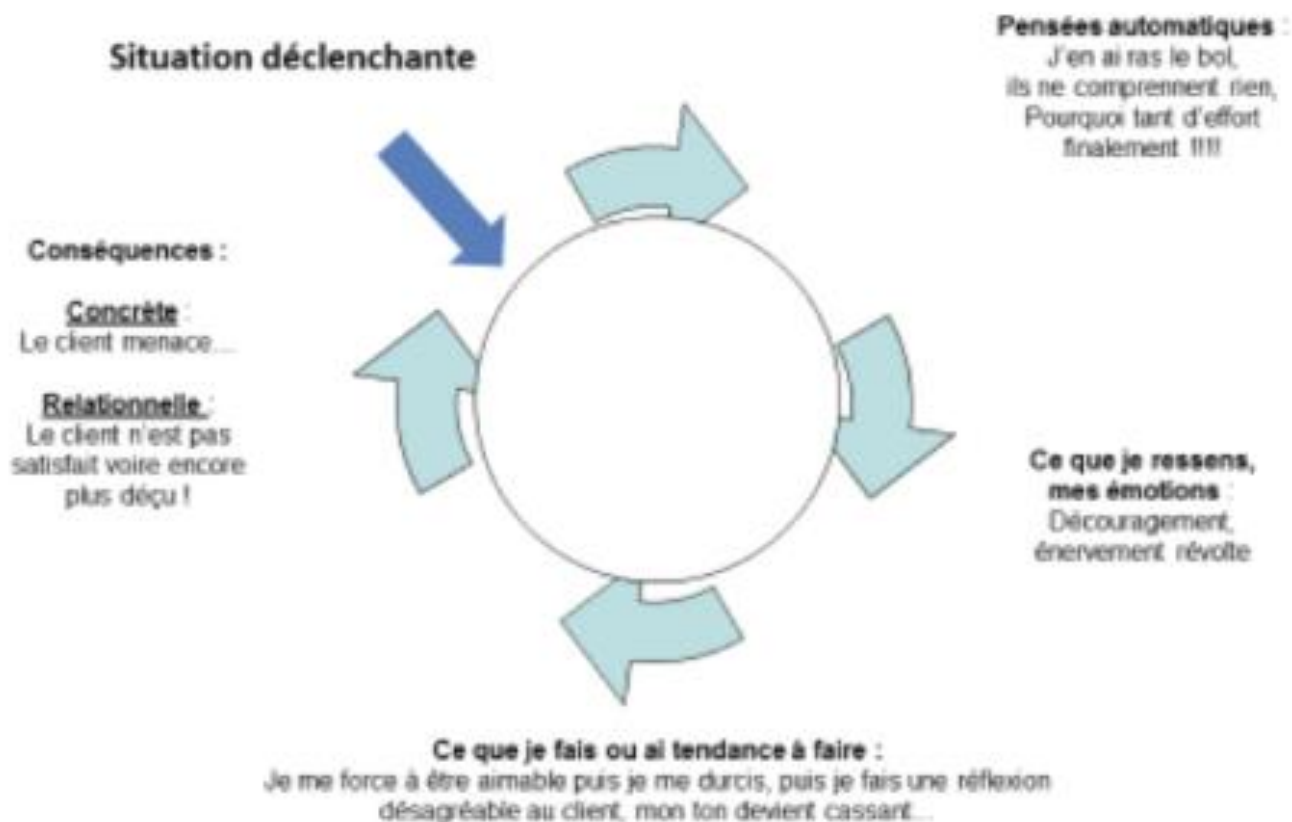 Situation déclenchante
Pensées automatiques :
J'en ai ras le bol,
ils ne comprennent rien,
Pourquoi tant d'effort
finalement !!!!
Ce que je ressens,
mes émotions :
Découragement,
énervement révolte
Ce que je fais ou ai tendance à faire :
Je me force à être aimable puis je me durcis, puis je fais une réflexion
désagréable au client, mon ton devient cassant...
Conséquences :
Concrète :
Le client menace...
Relationnelle :
Le client n'est pas
satisfait voire encore
plus déçu !